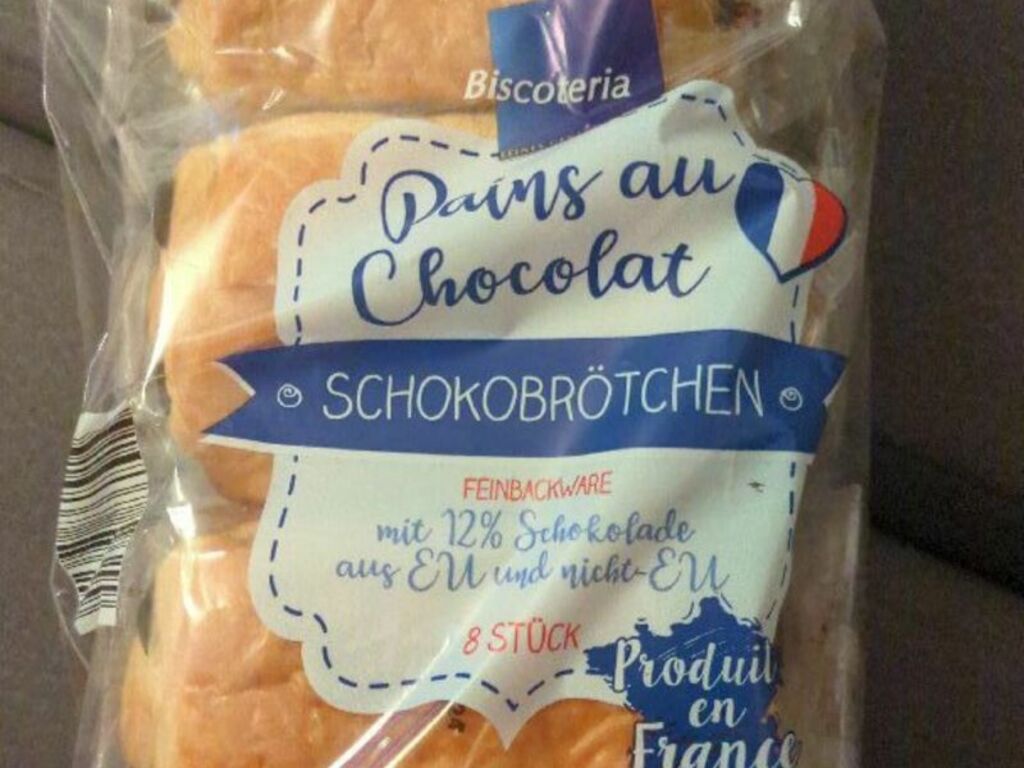 Biscoteria
Pains au
Chocolat
SCHOKOBRÖTCHEN
FEINBACKWARE
mit 12% Schokolade
aus EU und nicht-EU
8 STÜCK
Produit
en
France